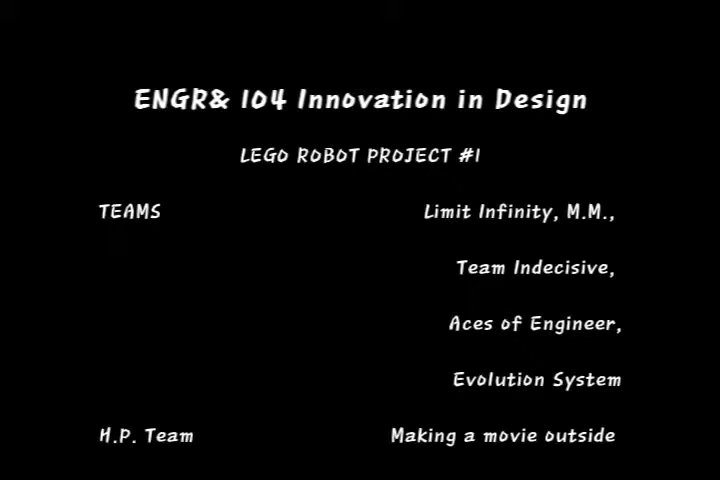 ENGR& 104 Innovation in Design
LEGO ROBOT PROJECT #1
TEAMS Limit Infinity, M.M.,
Team Indecisive,
Aces of Engineer,
Evolution System
H.P. Team Making a movie outside